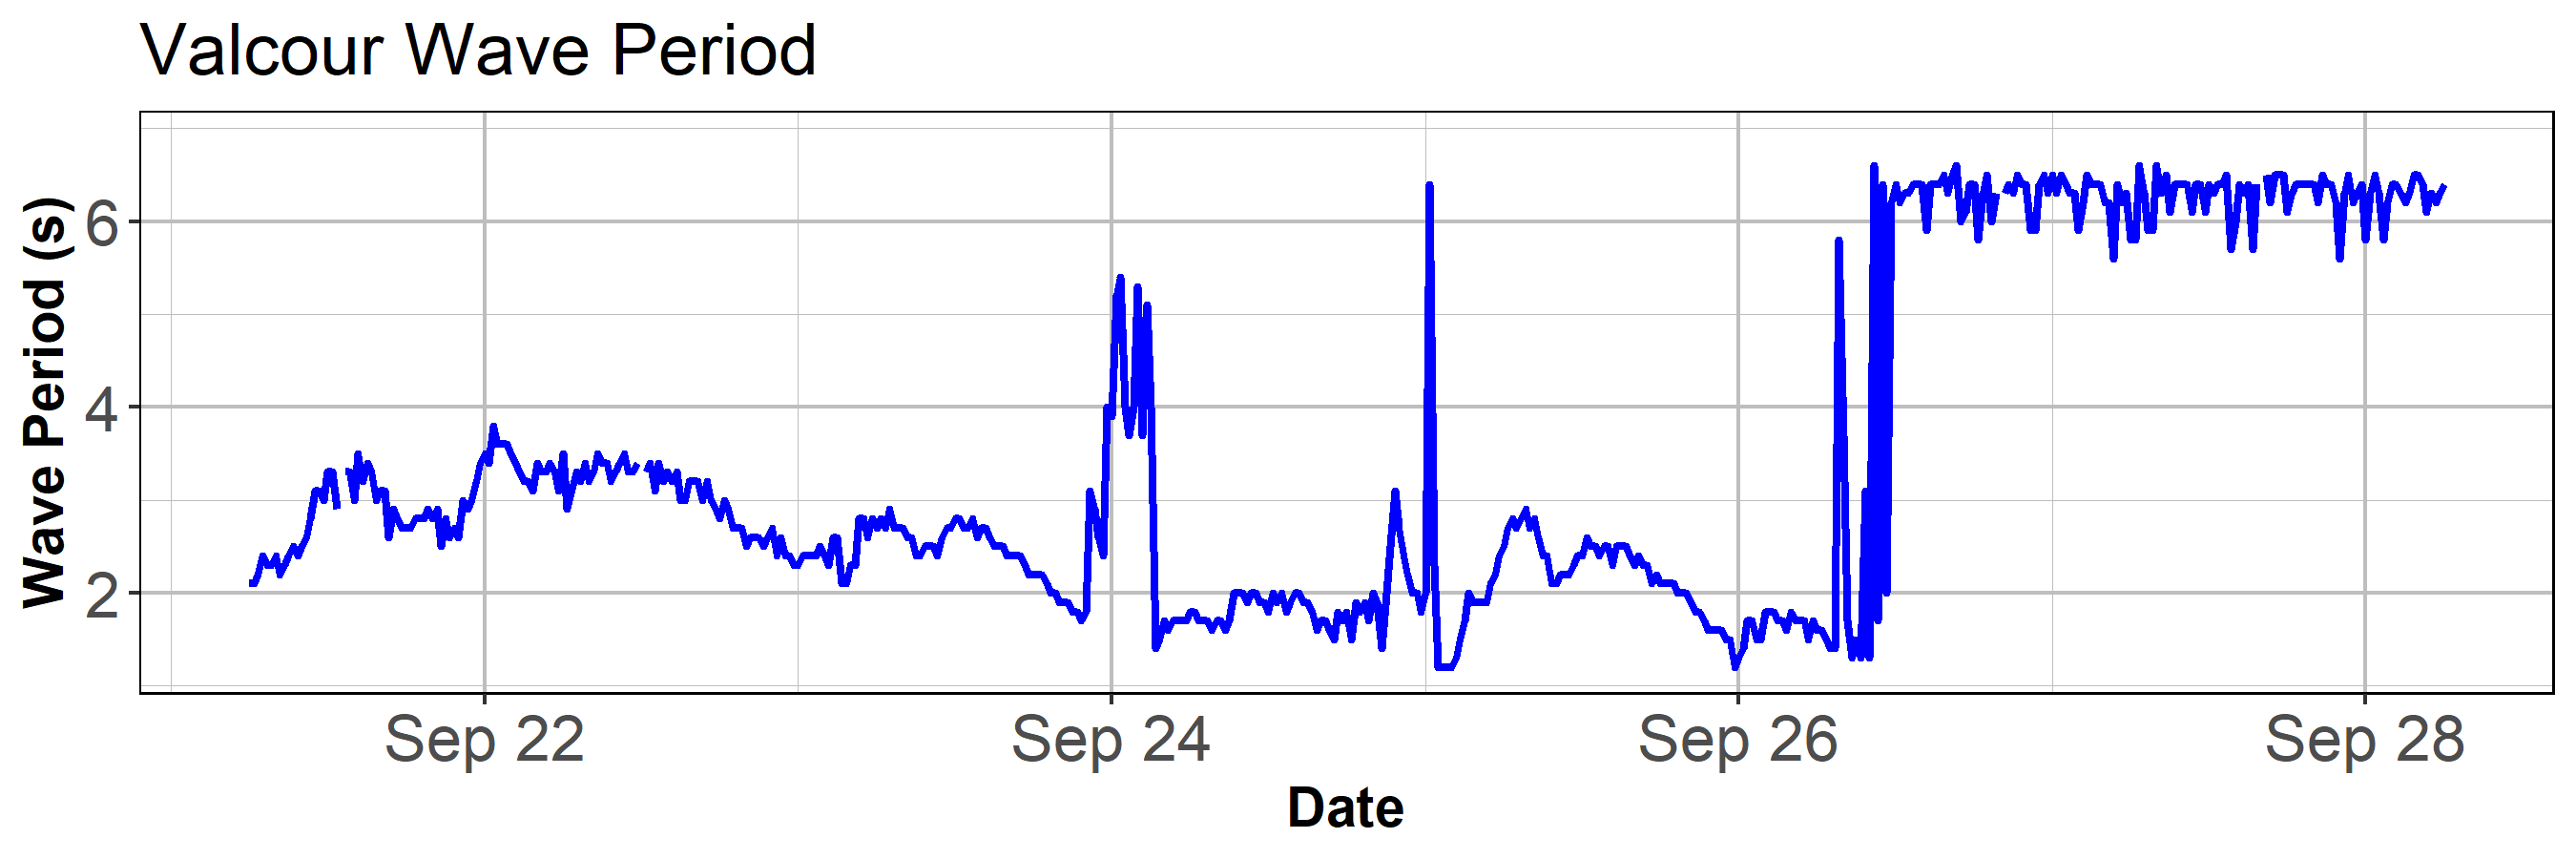 Valcour Wave Period
Wave Period (s)
6
4
2
Sep 22 Sep 24 Sep 26 Sep 28
Date